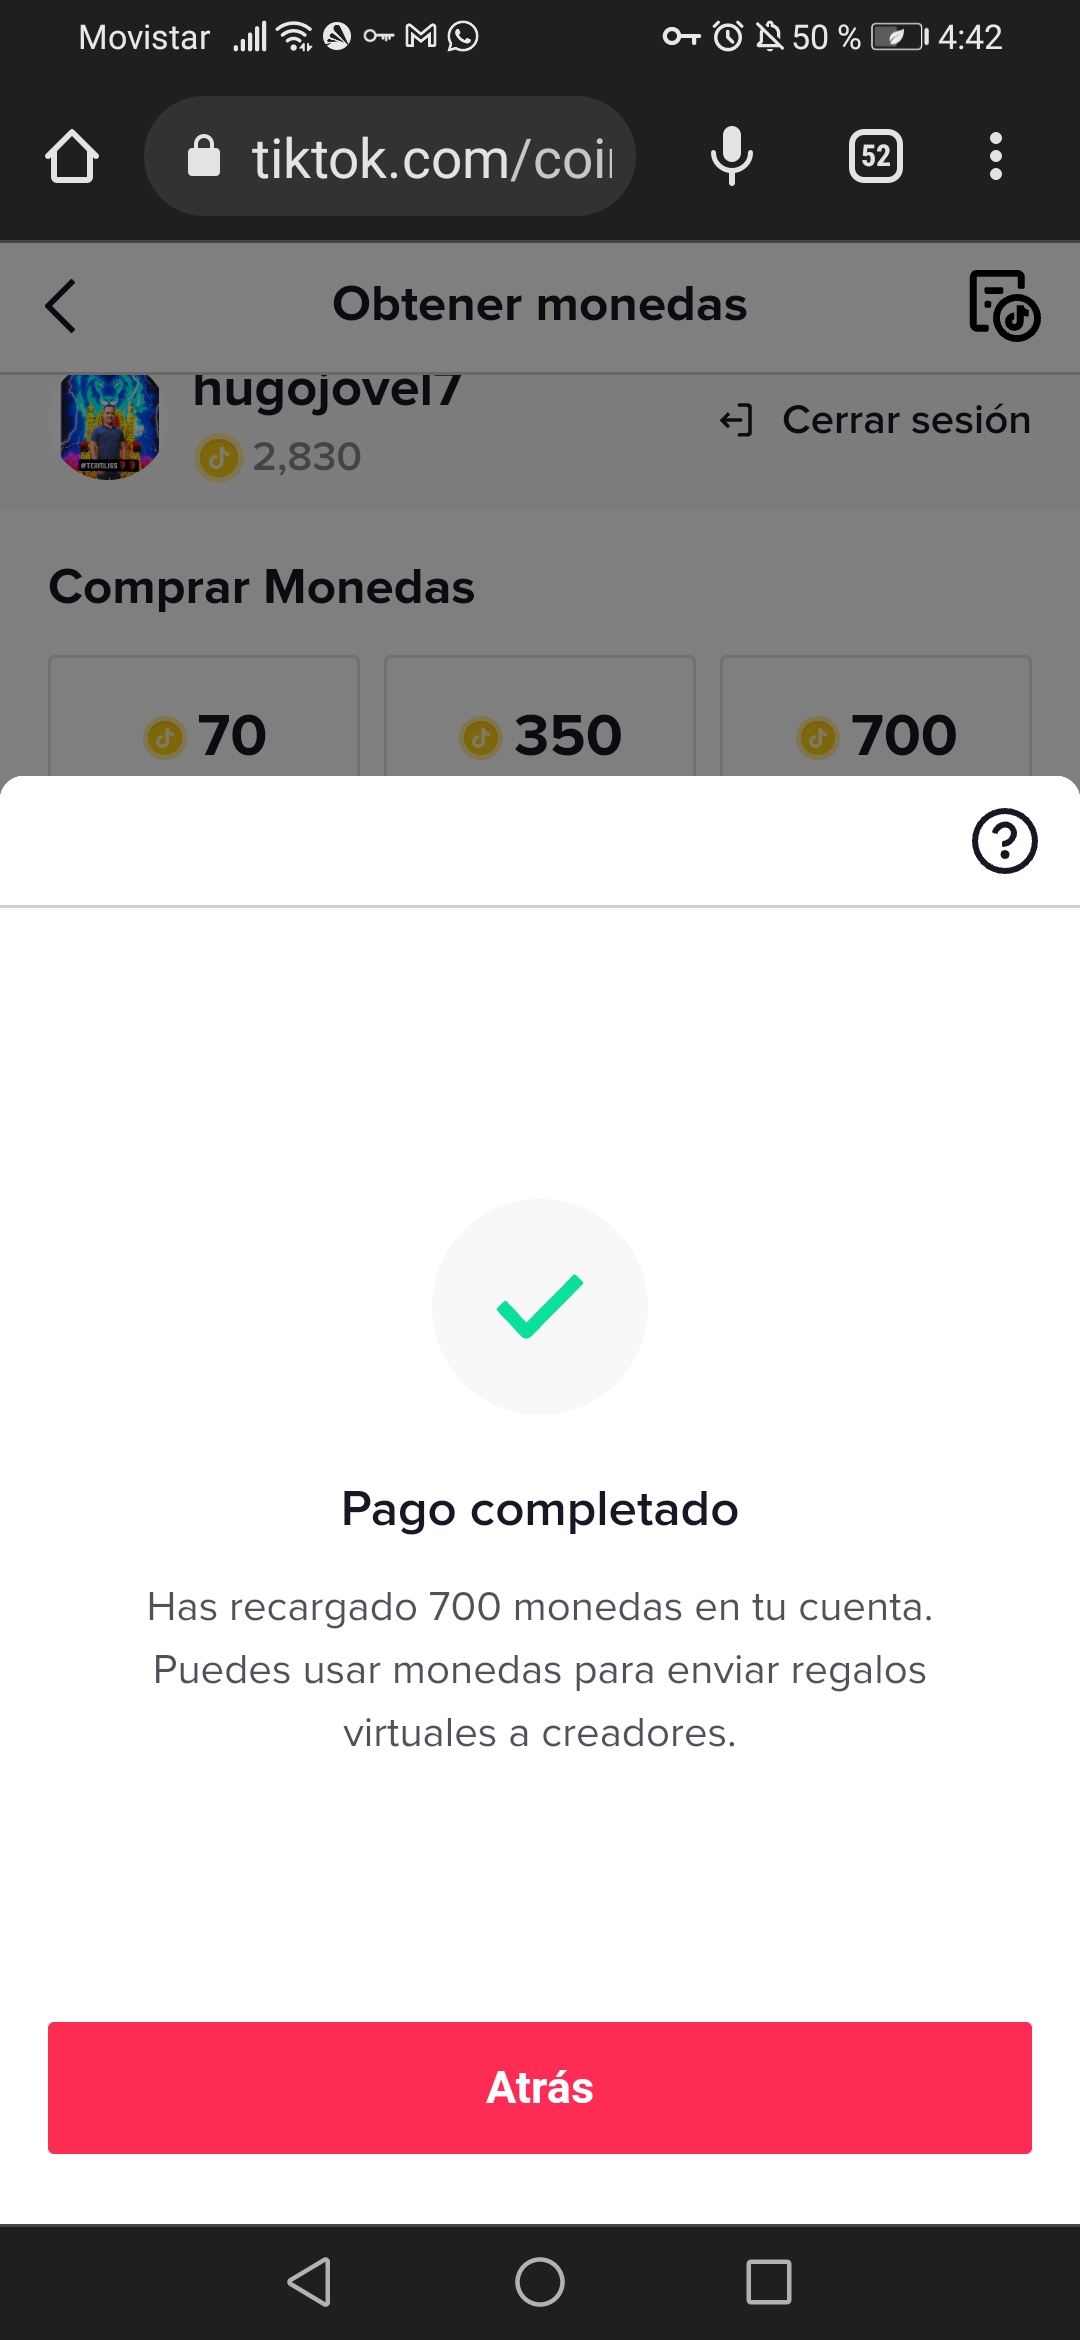 Movistar 50 % 4:42
tiktok.com/coi
52
Obtener monedas
hugojovel7
2,830
Cerrar sesión
#TEAMLISS
Comprar Monedas
70 350 700
Pago completado
Has recargado 700 monedas en tu cuenta.
Puedes usar monedas para enviar regalos
virtuales a creadores.
Atrás